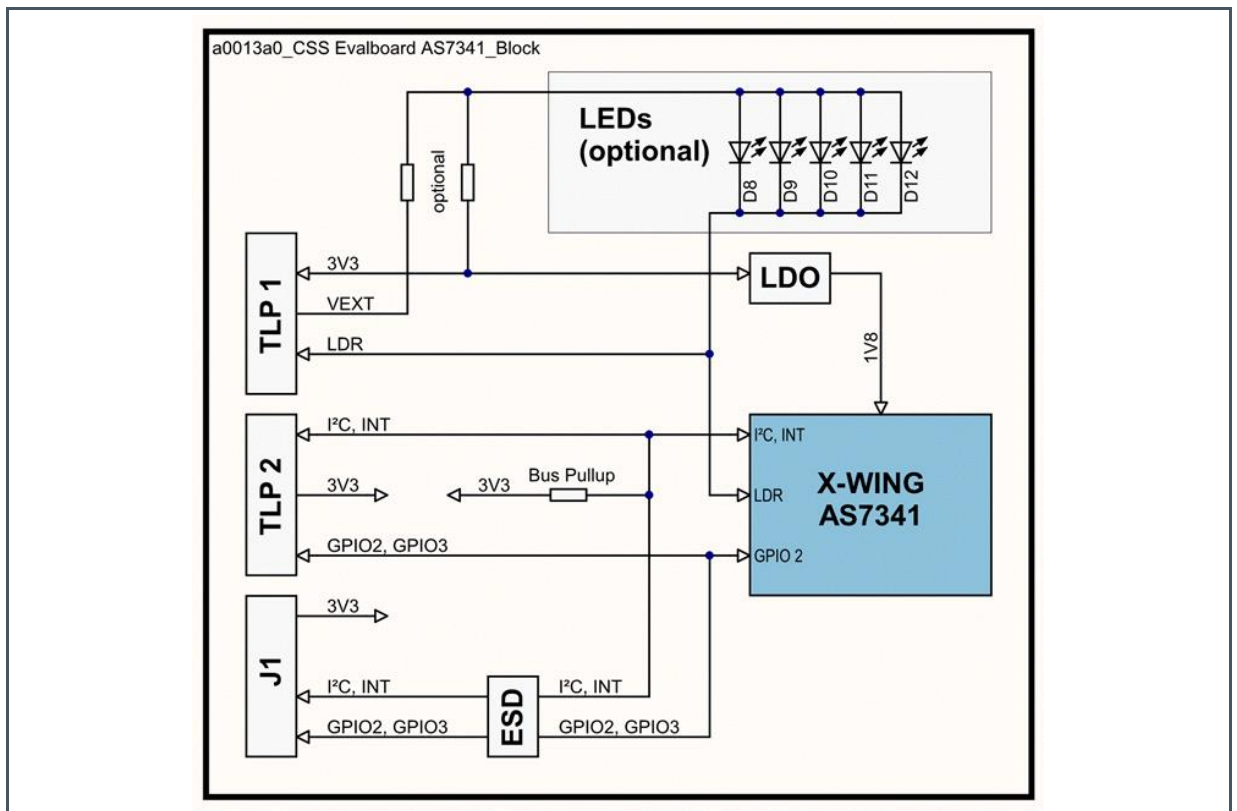 a0013a0_CSS Evalboard AS7341_Block
LEDs
(optional)
D8
D9
D10
D11
D12
optional
TLP 1
3V3
VEXT
LDR
LDO
1V8
TLP 2
I²C, INT
3V3
3V3
Bus Pullup
GPIO2, GPIO3
I²C, INT
LDR
GPIO 2
X-WING
AS7341
J1
3V3
I²C, INT
GPIO2, GPIO3
ESD
I²C, INT
GPIO2, GPIO3